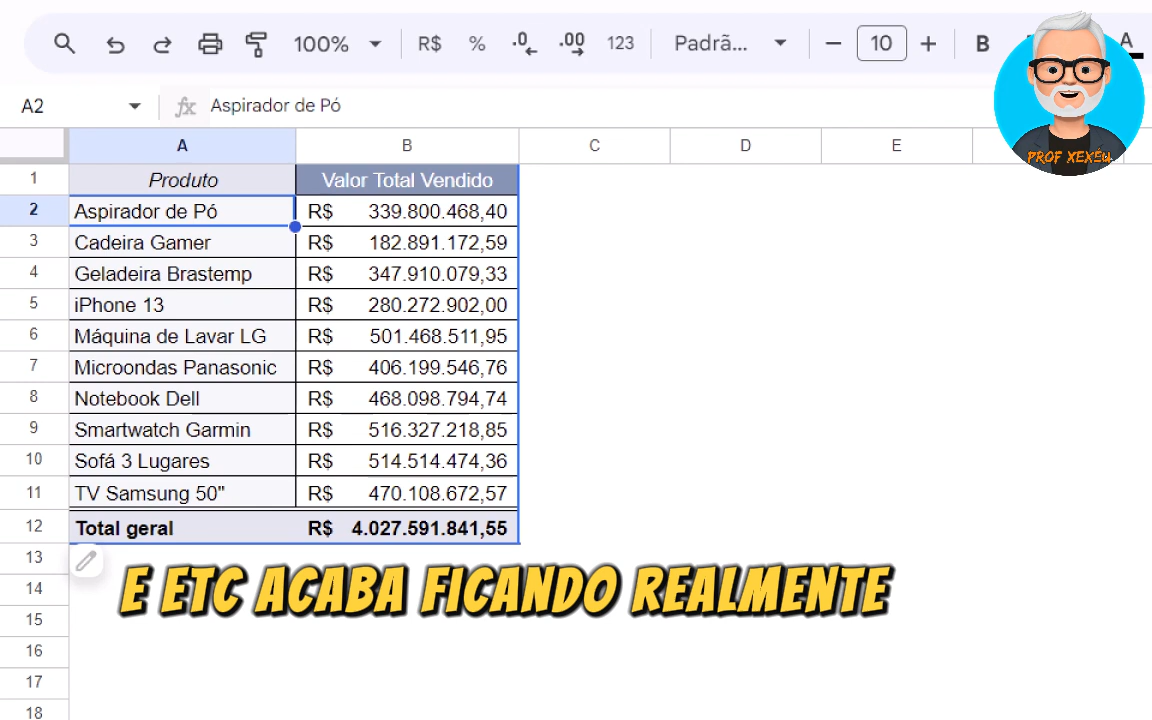 100% R$ % .0 .00 123 Padrã... − 10 + B A
A2 fx Aspirador de Pó
PROF XEXÉU
A B C D E
1 Produto Valor Total Vendido
2 Aspirador de Pó R$ 339.800.468,40
3 Cadeira Gamer R$ 182.891.172,59
4 Geladeira Brastemp R$ 347.910.079,33
5 iPhone 13 R$ 280.272.902,00
6 Máquina de Lavar LG R$ 501.468.511,95
7 Microondas Panasonic R$ 406.199.546,76
8 Notebook Dell R$ 468.098.794,74
9 Smartwatch Garmin R$ 516.327.218,85
10 Sofá 3 Lugares R$ 514.514.474,36
11 TV Samsung 50" R$ 470.108.672,57
12 Total geral R$ 4.027.591.841,55
13
14
E ETC ACABA FICANDO REALMENTE
15
16
17
18